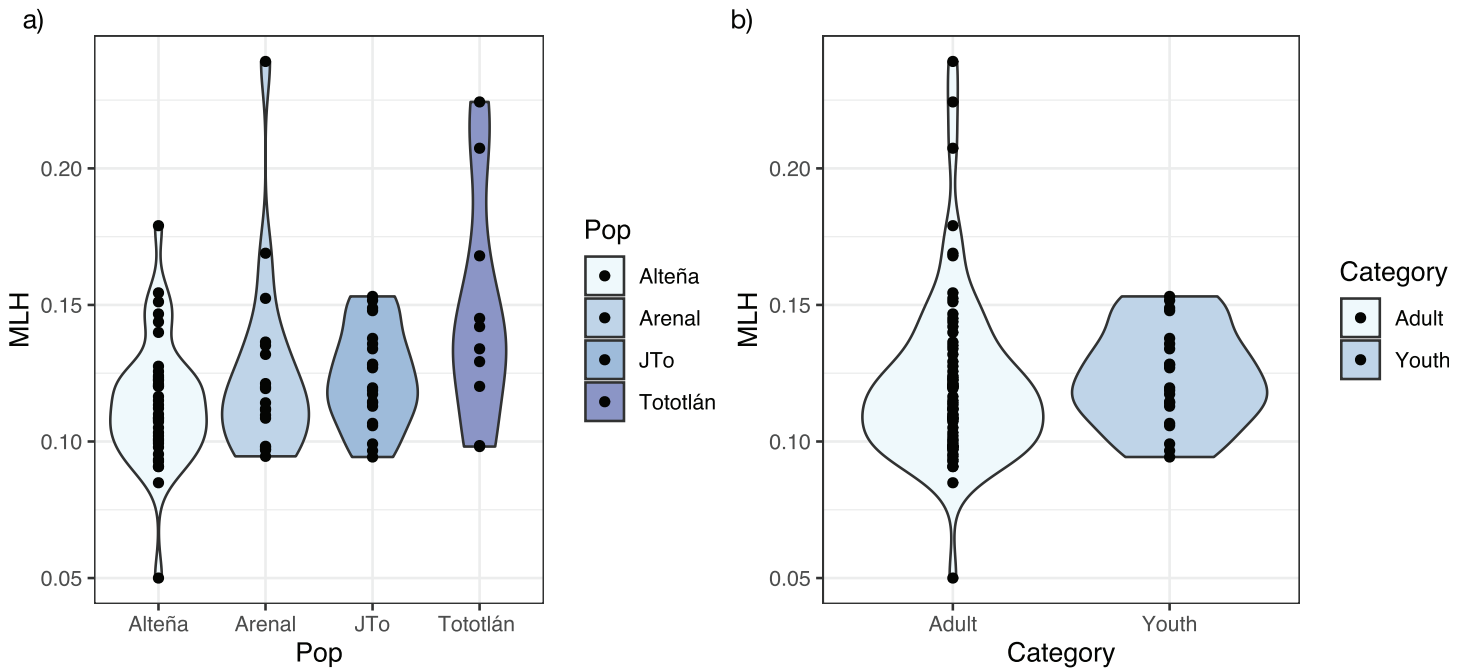 a)
MLH
0.20
0.15
0.10
0.05
Alteña Arenal JTo Tototlán
Pop
Pop
Alteña
Arenal
JTo
Tototlán
b)
MLH
0.20
0.15
0.10
0.05
Adult Youth
Category
Category
Adult
Youth